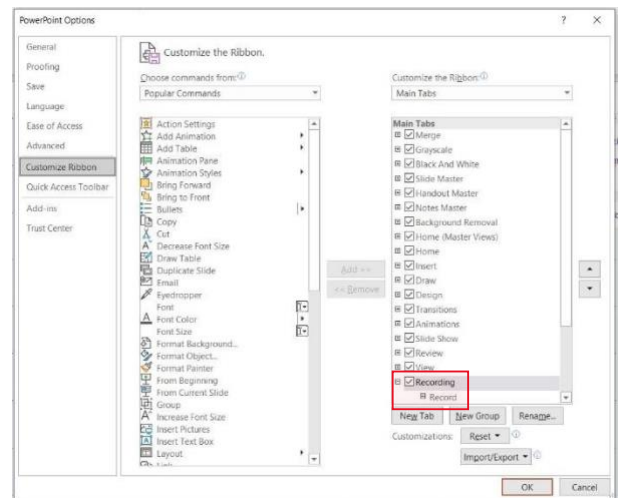 PowerPoint Options
General
Proofing
Save
Language
Ease of Access
Advanced
Customize Ribbon
Quick Access Toolbar
Add-ins
Trust Center
Customize the Ribbon.
Choose commands from:
Popular Commands
Action Settings
Add Animation
Add Table
Animation Pane
Animation Styles
Bring Forward
Bring to Front
Bullets
Copy
Cut
Decrease Font Size
Draw Table
Duplicate Slide
Email
Eyedropper
Font
Font Color
Font Size
Format Background...
Format Object...
Format Painter
From Beginning
From Current Slide
Group
Increase Font Size
Insert Pictures
Insert Text Box
Layout
Link
Add >>
<< Remove
Customize the Ribbon:
Main Tabs
Main Tabs
Merge
Grayscale
Black And White
Slide Master
Handout Master
Notes Master
Background Removal
Home (Master Views)
Home
Insert
Draw
Design
Transitions
Animations
Slide Show
Review
View
Recording
Record
New Tab
New Group
Rename...
Customizations:
Reset
Import/Export
OK
Cancel